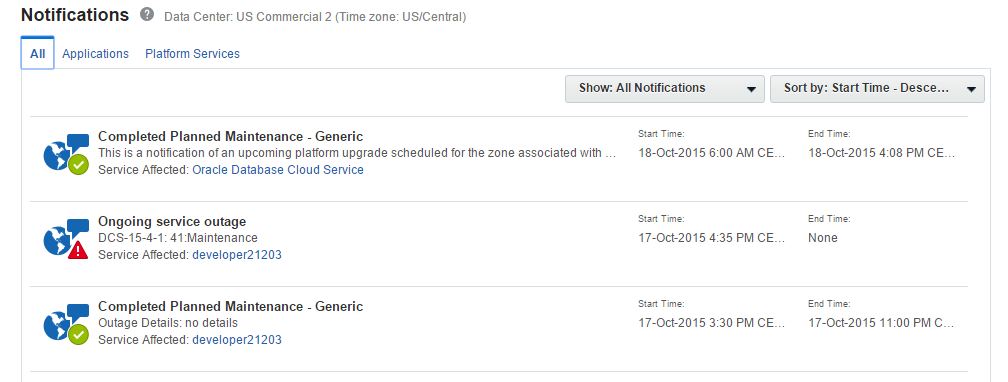 Notifications ? Data Center: US Commercial 2 (Time zone: US/Central)
All Applications Platform Services
Show: All Notifications Sort by: Start Time - Desce...
Completed Planned Maintenance - Generic
This is a notification of an upcoming platform upgrade scheduled for the zone associated with ...
Service Affected: Oracle Database Cloud Service
Start Time:
18-Oct-2015 6:00 AM CE...
End Time:
18-Oct-2015 4:08 PM CE...
Ongoing service outage
DCS-15-4-1: 41:Maintenance
Service Affected: developer21203
Start Time:
17-Oct-2015 4:35 PM CE...
End Time:
None
Completed Planned Maintenance - Generic
Outage Details: no details
Service Affected: developer21203
Start Time:
17-Oct-2015 3:30 PM CE...
End Time:
17-Oct-2015 11:00 PM C...